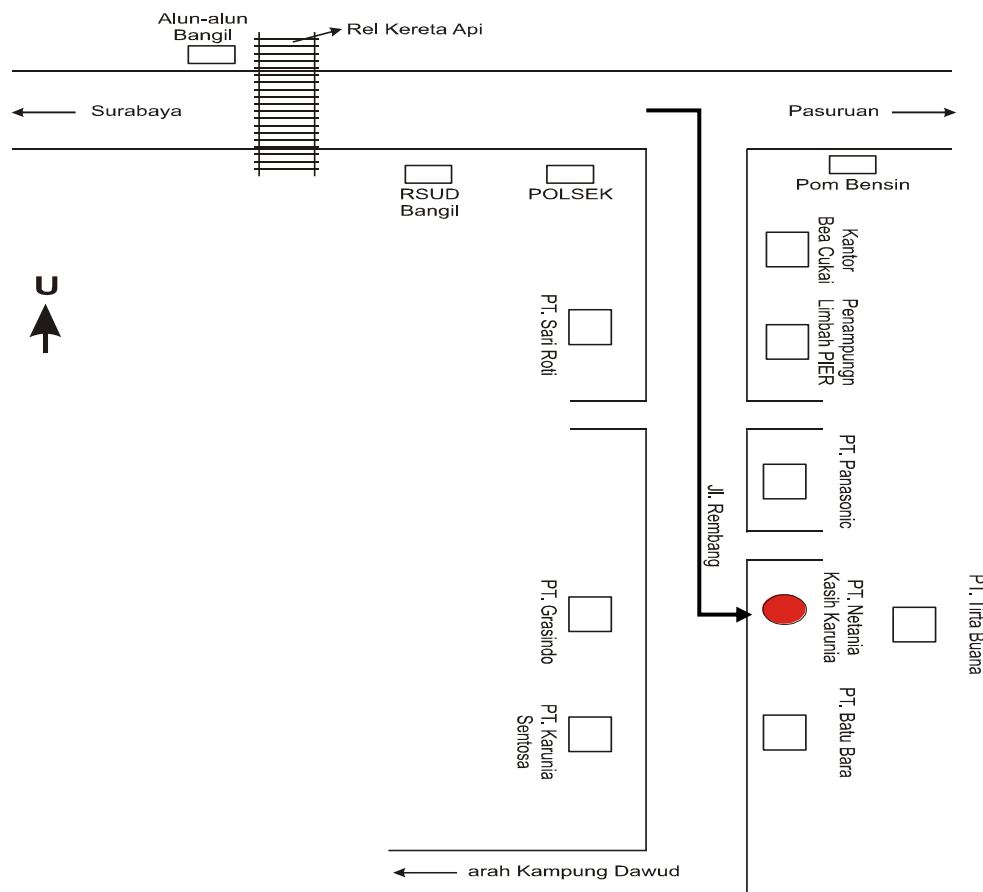 Alun-alun
Bangil
Rel Kereta Api
Surabaya
Pasuruan
RSUD
Bangil
POLSEK
Pom Bensin
Kantor
Bea Cukai
U
PT. Sari Roti
Penampungn
Limbah PIER
PT. Panasonic
Jl. Rembang
PT. Grasindo
PT. Netania
Kasih Karunia
PT. Tirta Buana
PT. Karunia
Sentosa
PT. Batu Bara
arah Kampung Dawud